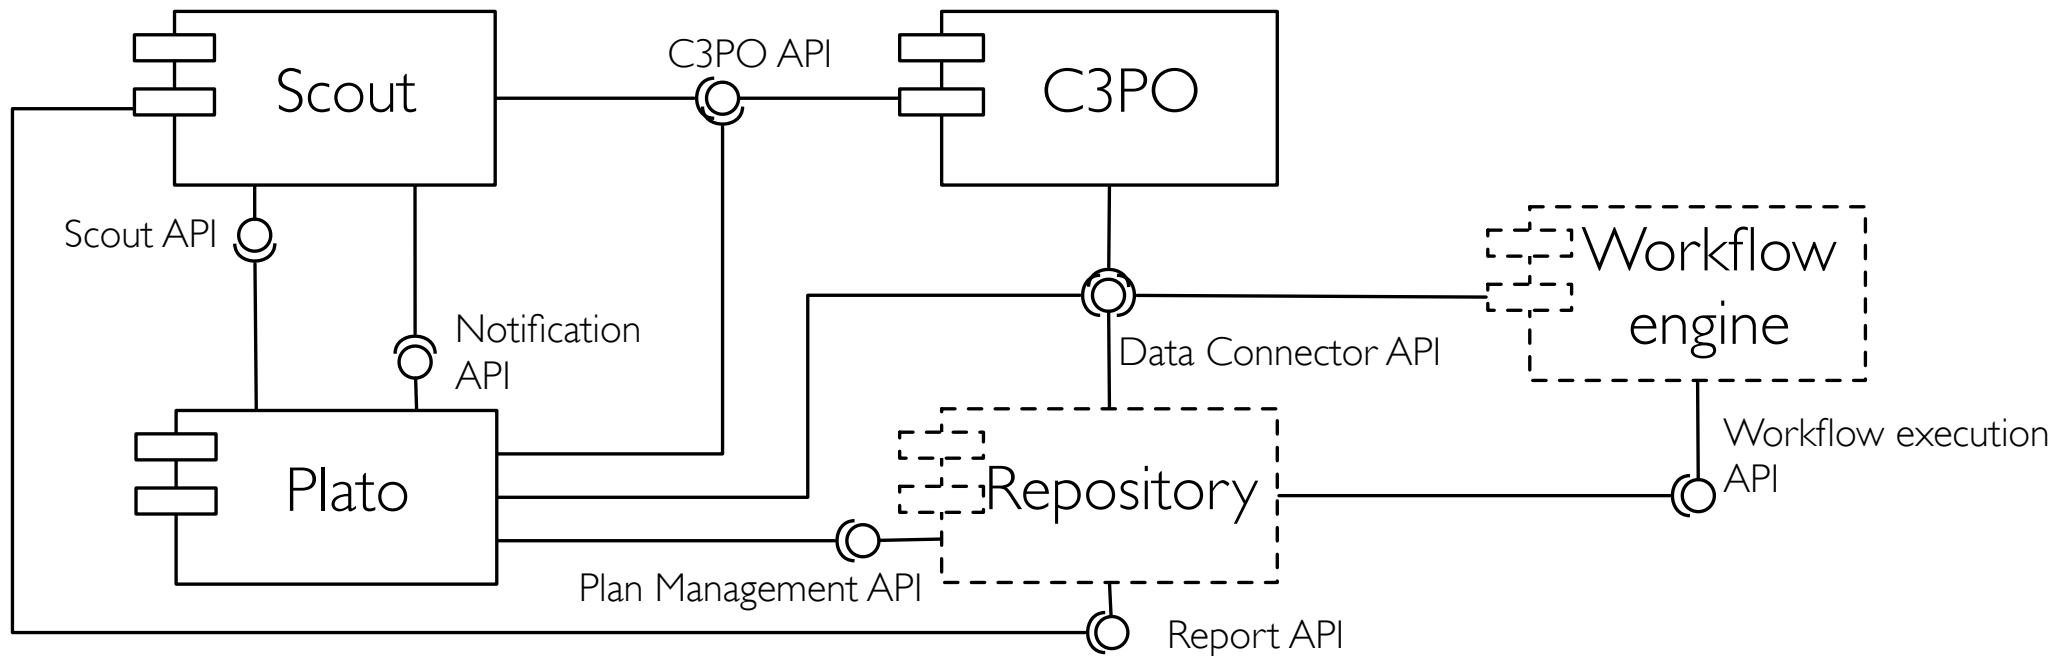 C3PO API
Scout
C3PO
Scout API
Workflow
engine
Notification
API
Data Connector API
Workflow execution
API
Plato
Repository
Plan Management API
Report API